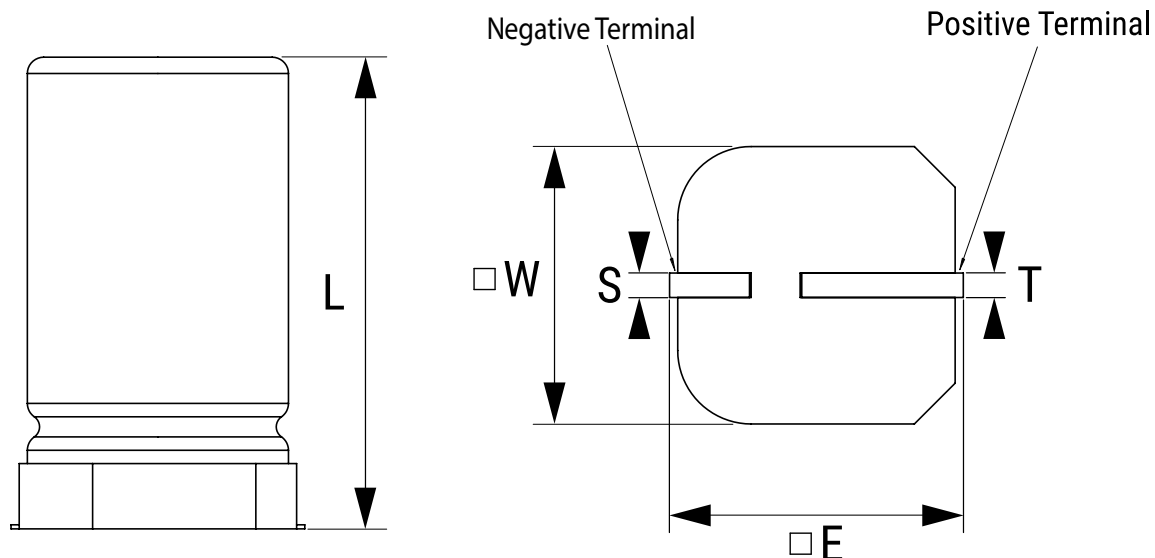 Negative Terminal
Positive Terminal
L
□ W
S
T
□ E